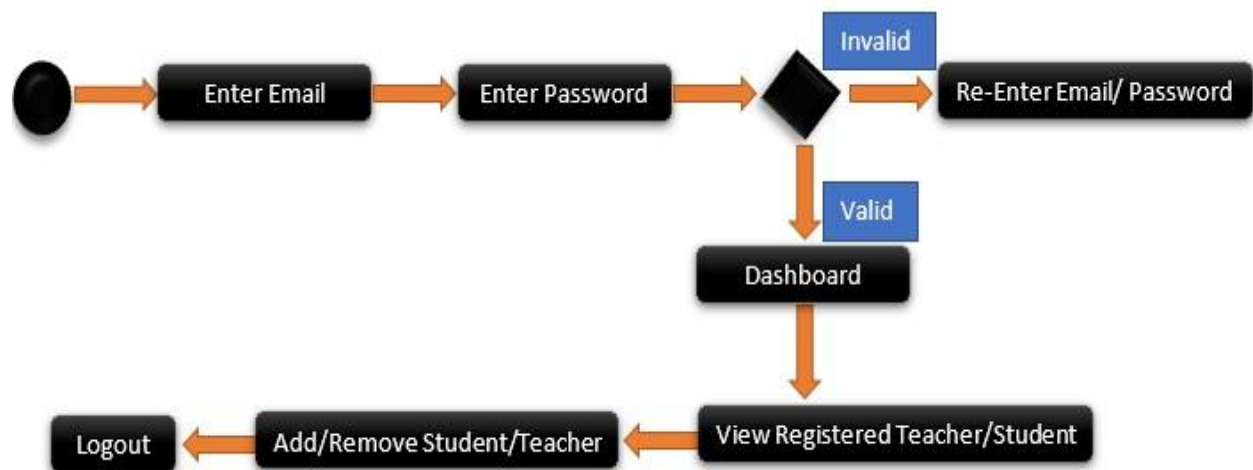 Invalid
Enter Email
Enter Password
Re-Enter Email/ Password
Valid
Dashboard
Logout
Add/Remove Student/Teacher
View Registered Teacher/Student